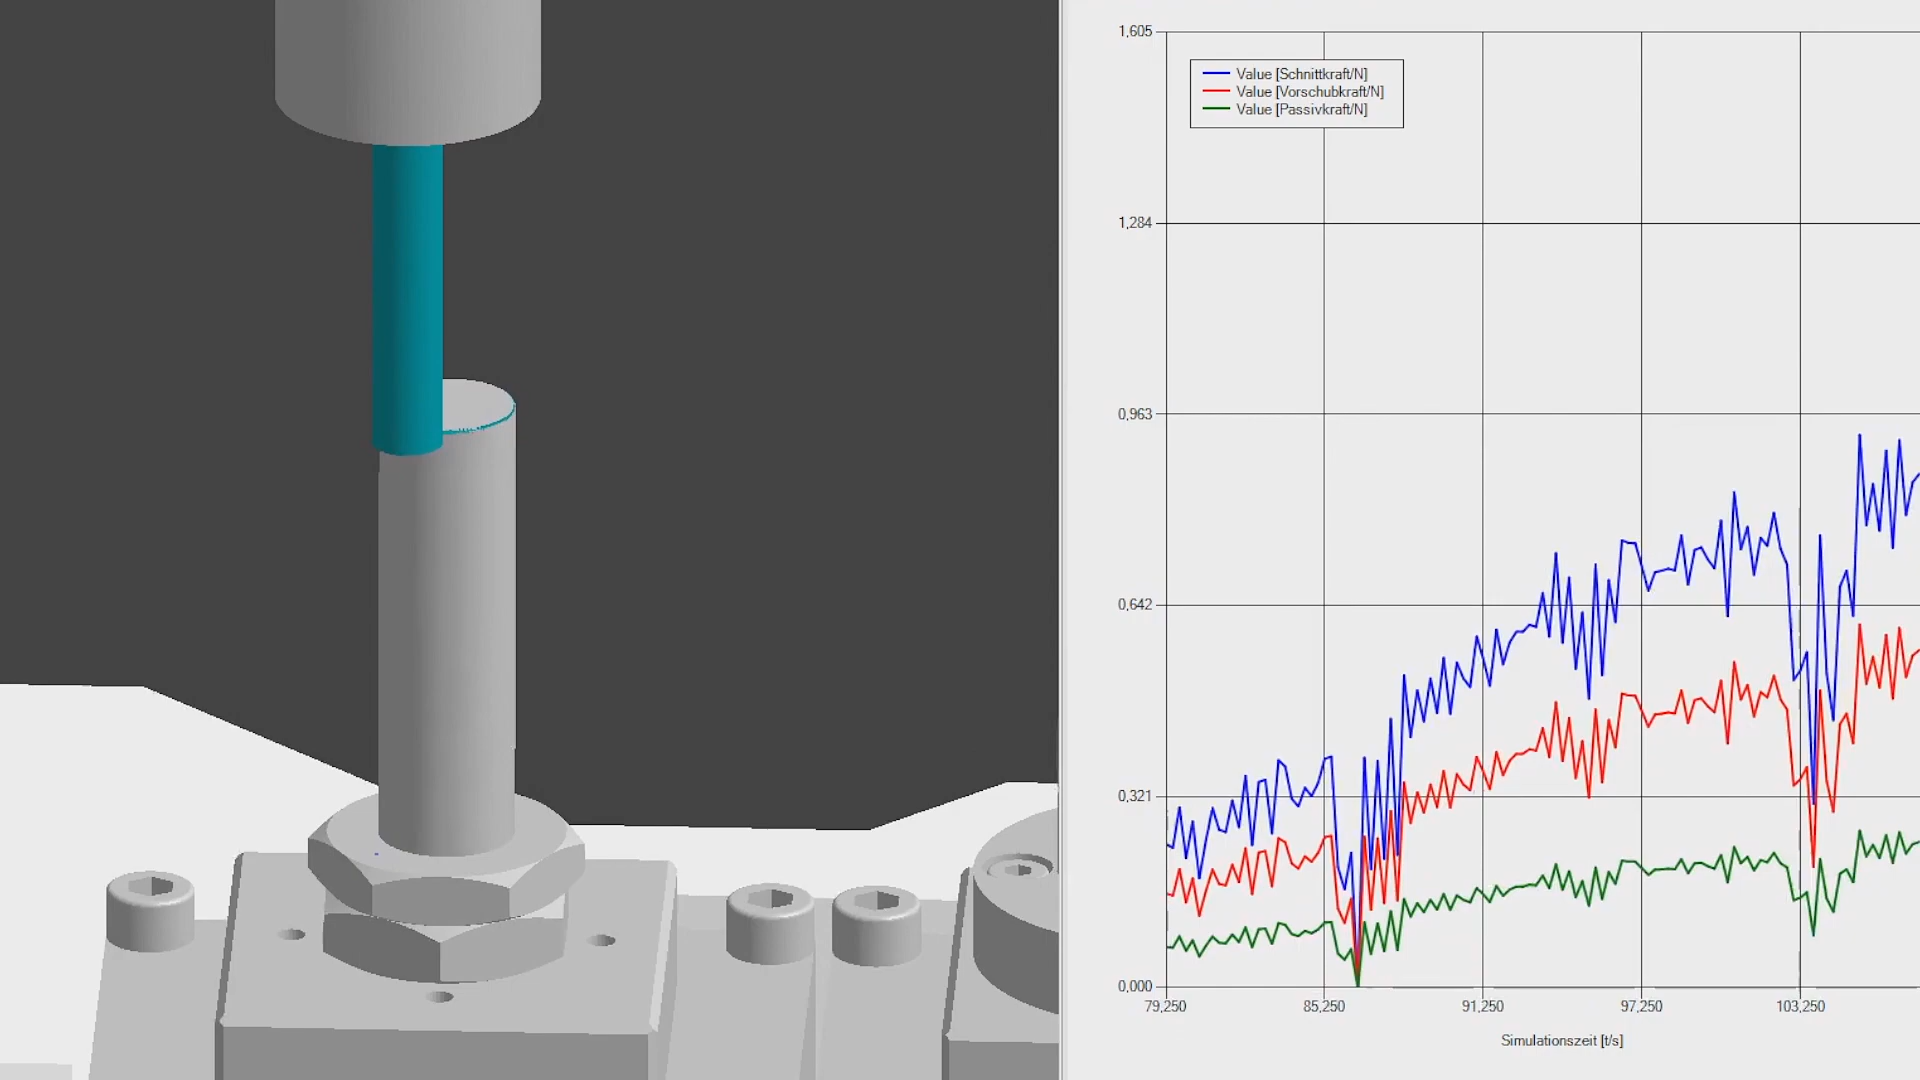 1,605
Value [Schnittkraft/N]
Value [Vorschubkraft/N]
Value [Passivkraft/N]
1,284
0,963
0,642
0,321
0,000
79,250 85,250 91,250 97,250 103,250
Simulationszeit [t/s]